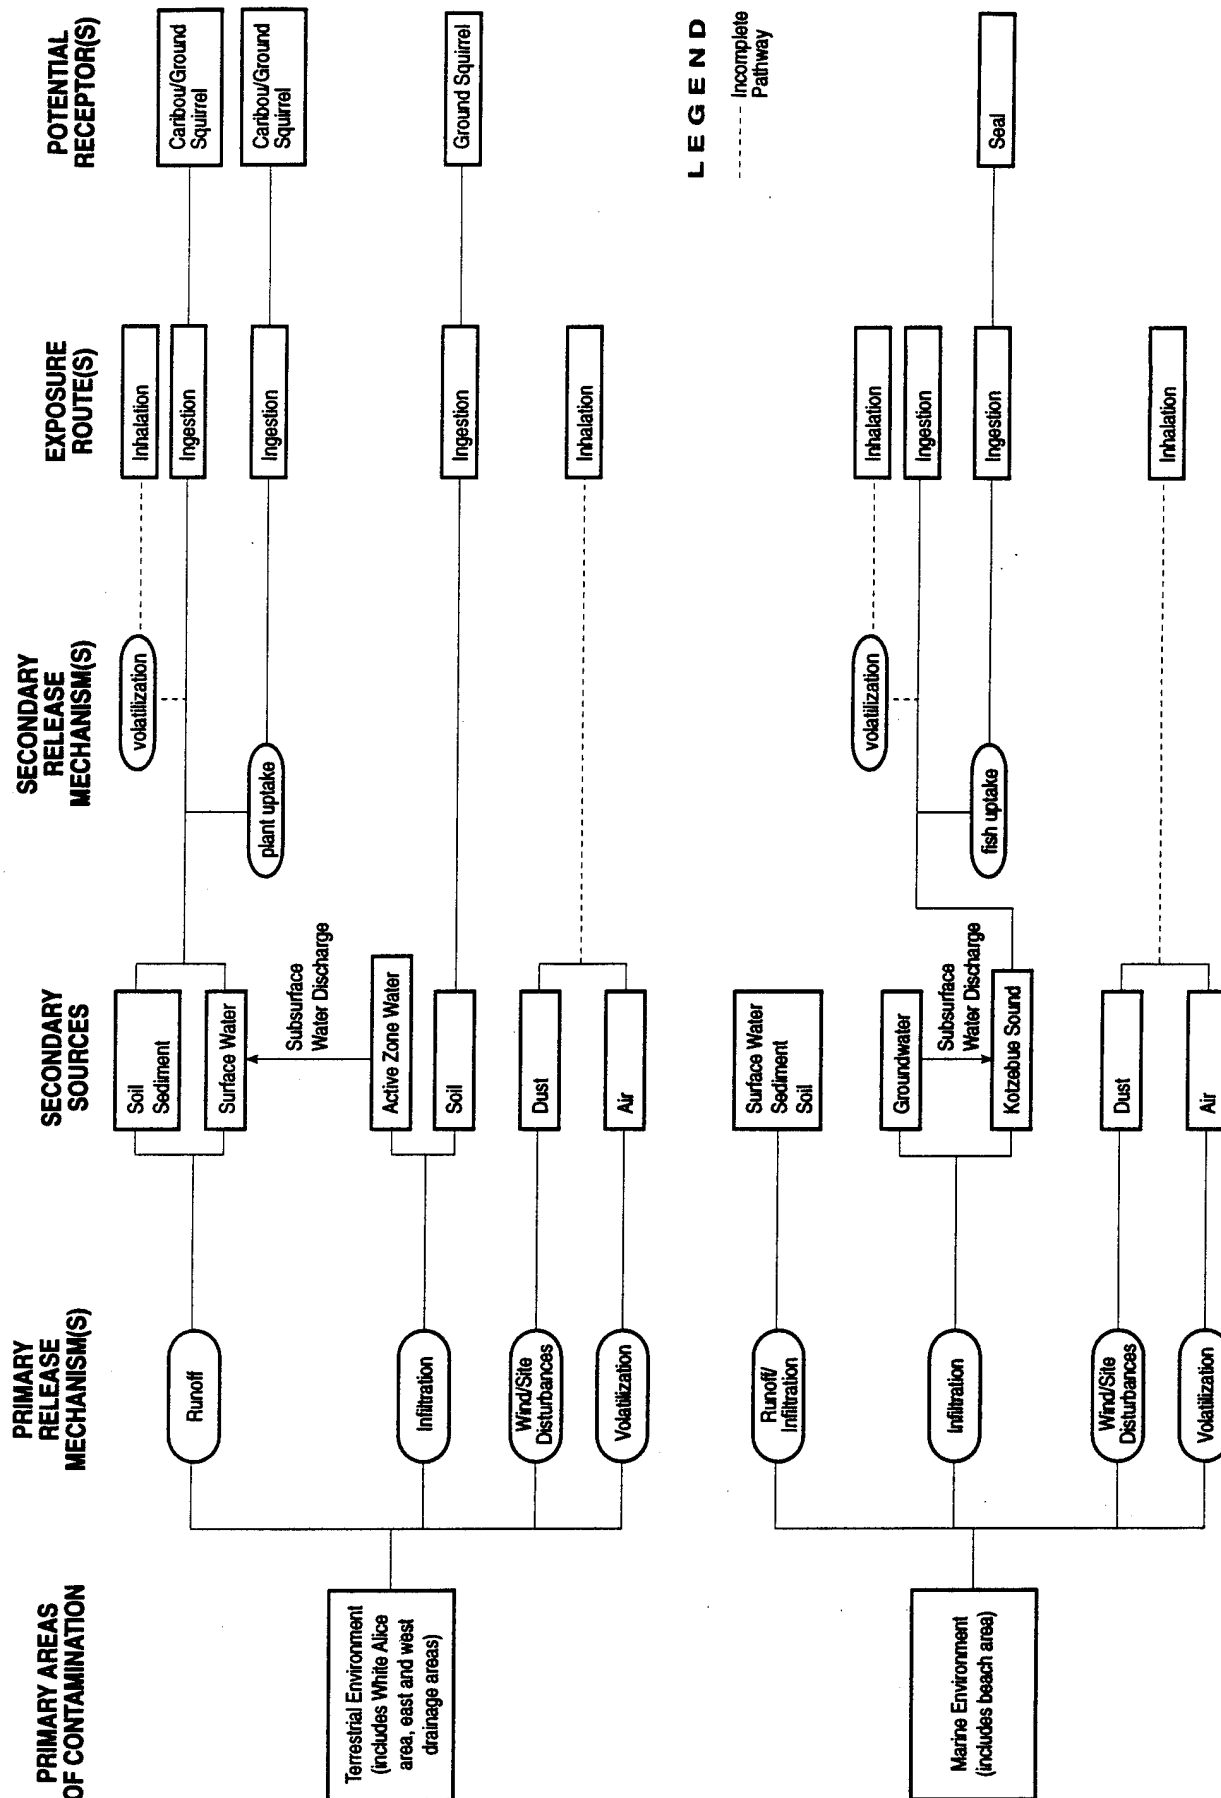 PRIMARY AREAS
OF CONTAMINATION
PRIMARY
RELEASE
MECHANISM(S)
SECONDARY
SOURCES
SECONDARY
RELEASE
MECHANISM(S)
EXPOSURE
ROUTE(S)
POTENTIAL
RECEPTOR(S)
Terrestrial Environment
(includes White Alice
area, east and west
drainage areas)
Runoff
Infiltration
Wind/Site
Disturbances
Volatilization
Soil
Sediment
Surface Water
Subsurface
Water Discharge
Active Zone Water
Soil
Dust
Air
volatilization
plant uptake
Inhalation
Ingestion
Ingestion
Ingestion
Inhalation
Caribou/Ground
Squirrel
Caribou/Ground
Squirrel
Ground Squirrel
LEGEND
Incomplete
Pathway
Marine Environment
(includes beach area)
Runoff/
Infiltration
Infiltration
Wind/Site
Disturbances
Volatilization
Surface Water
Sediment
Soil
Groundwater
Subsurface
Water Discharge
Kotzebue Sound
Dust
Air
volatilization
fish uptake
Inhalation
Ingestion
Ingestion
Inhalation
Seal